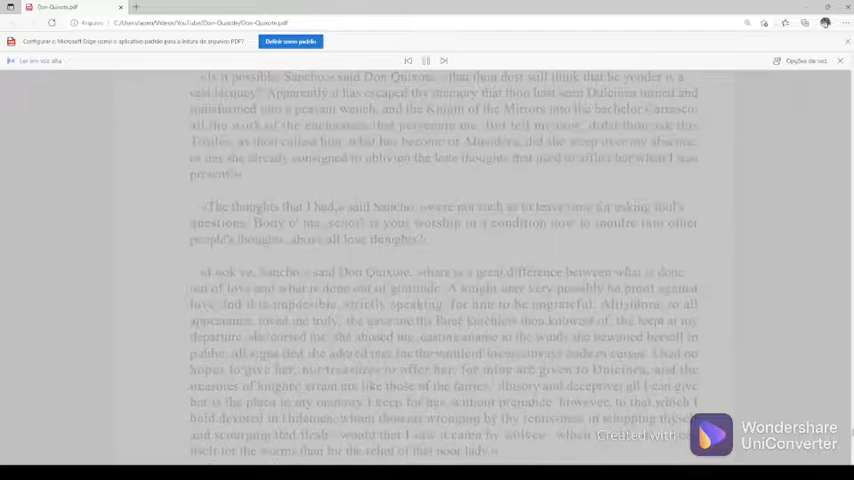 Don-Quixote.pdf
Arquivo C:/Users/xoxes/Videos/YouTube/Don-Quixote/Don-Quixote.pdf
Configurar o Microsoft Edge como o aplicativo padrão para a leitura de arquivos PDF? Definir como padrão
Ler em voz alta Opções de voz
«Is it possible, Sancho,» said Don Quixote, «that thou dost still think that he yonder is a
real lacquey? Apparently it has escaped thy memory that thou hast seen Dulcinea turned and
transformed into a peasant wench, and the Knight of the Mirrors into the bachelor Carrasco;
all the work of the enchanters that persecute me. But tell me now, didst thou ask this
Tosilos, as thou callest him, what has become of Altisidora, did she weep over my absence,
or has she already consigned to oblivion the love thoughts that used to afflict her when I was
present?»
«The thoughts that I had,» said Sancho, «were not such as to leave time for asking fool's
questions. Body o' me, señor! is your worship in a condition now to inquire into other
people's thoughts, above all love thoughts?»
«Look ye, Sancho,» said Don Quixote, «there is a great difference between what is done
out of love and what is done out of gratitude. A knight may very possibly be proof against
love; but it is impossible, strictly speaking, for him to be ungrateful. Altisidora, to all
appearance, loved me truly; she gave me the three kerchiefs thou knowest of; she wept at my
departure, she cursed me, she abused me, casting shame to the winds she bewailed herself in
public; all signs that she adored me; for the wrath of lovers always ends in curses. I had no
hopes to give her, nor treasures to offer her, for mine are given to Dulcinea, and the
treasures of knights-errant are like those of the fairies,' illusory and deceptive; all I can give
her is the place in my memory I keep for her, without prejudice, however, to that which I
hold devoted to Dulcinea, whom thou art wronging by thy remissness in whipping thyself
and scourging that flesh- would that I saw it eaten by wolves- which
itself for the worms than for the relief of that poor lady.»
Created with Wondershare
UniConverter